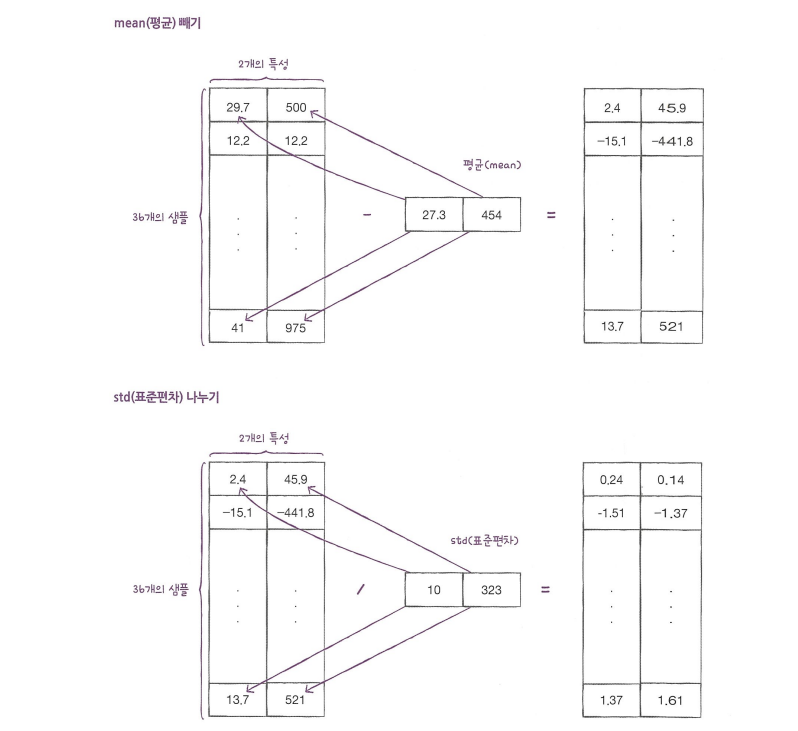 mean(평균) 빼기
2개의 특성
29.7 500 2.4 45.9
12.2 12.2 −15.1 −441.8
평균(mean)
36개의 샘플 − 27.3 454 =
41 975 13.7 521
std(표준편차) 나누기
2개의 특성
2.4 45.9 0.24 0.14
−15.1 −441.8 -1.51 −1.37
std(표준편차)
36개의 샘플 / 10 323 =
13.7 521 1.37 1.61